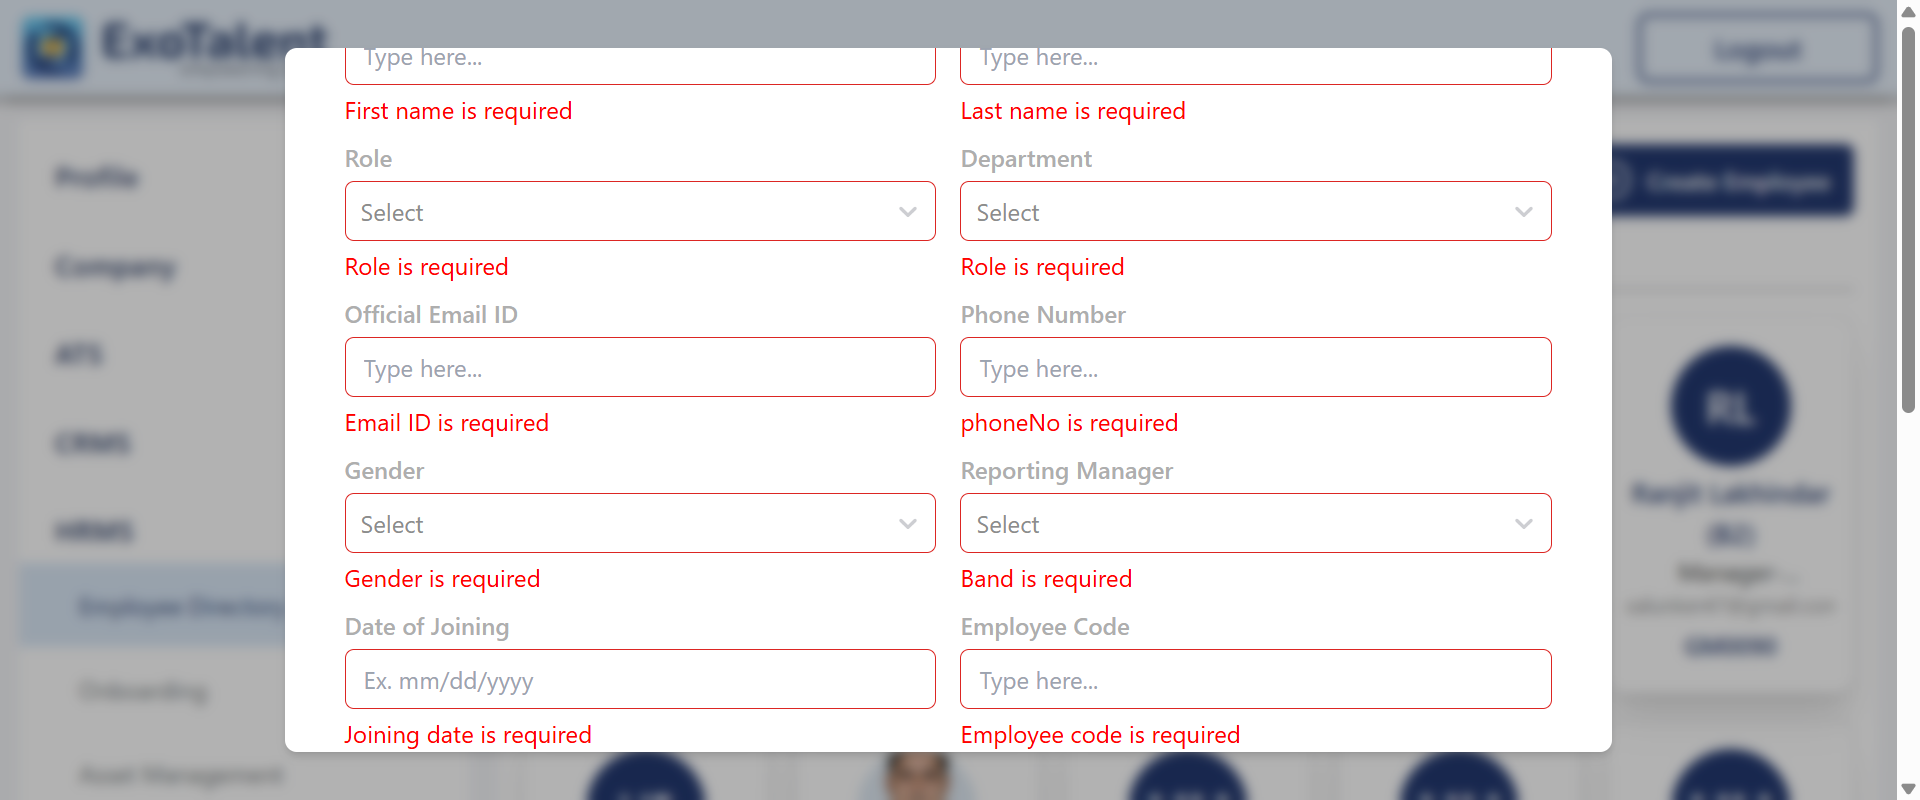 ExoTalent
Logout
Type here...
Type here...
First name is required
Last name is required
Profile
Role
Department
Create Employee
Select
Select
Company
Role is required
Role is required
Official Email ID
Phone Number
ATS
Type here...
Type here...
RL
CRMS
Email ID is required
phoneNo is required
Gender
Reporting Manager
Ranjit Lakhindar
(B2)
HRMS
Select
Select
Manager ...
Gender is required
Band is required
Employee Directory
Date of Joining
Employee Code
Ex. mm/dd/yyyy
Type here...
Onboarding
Joining date is required
Employee code is required
Asset Management